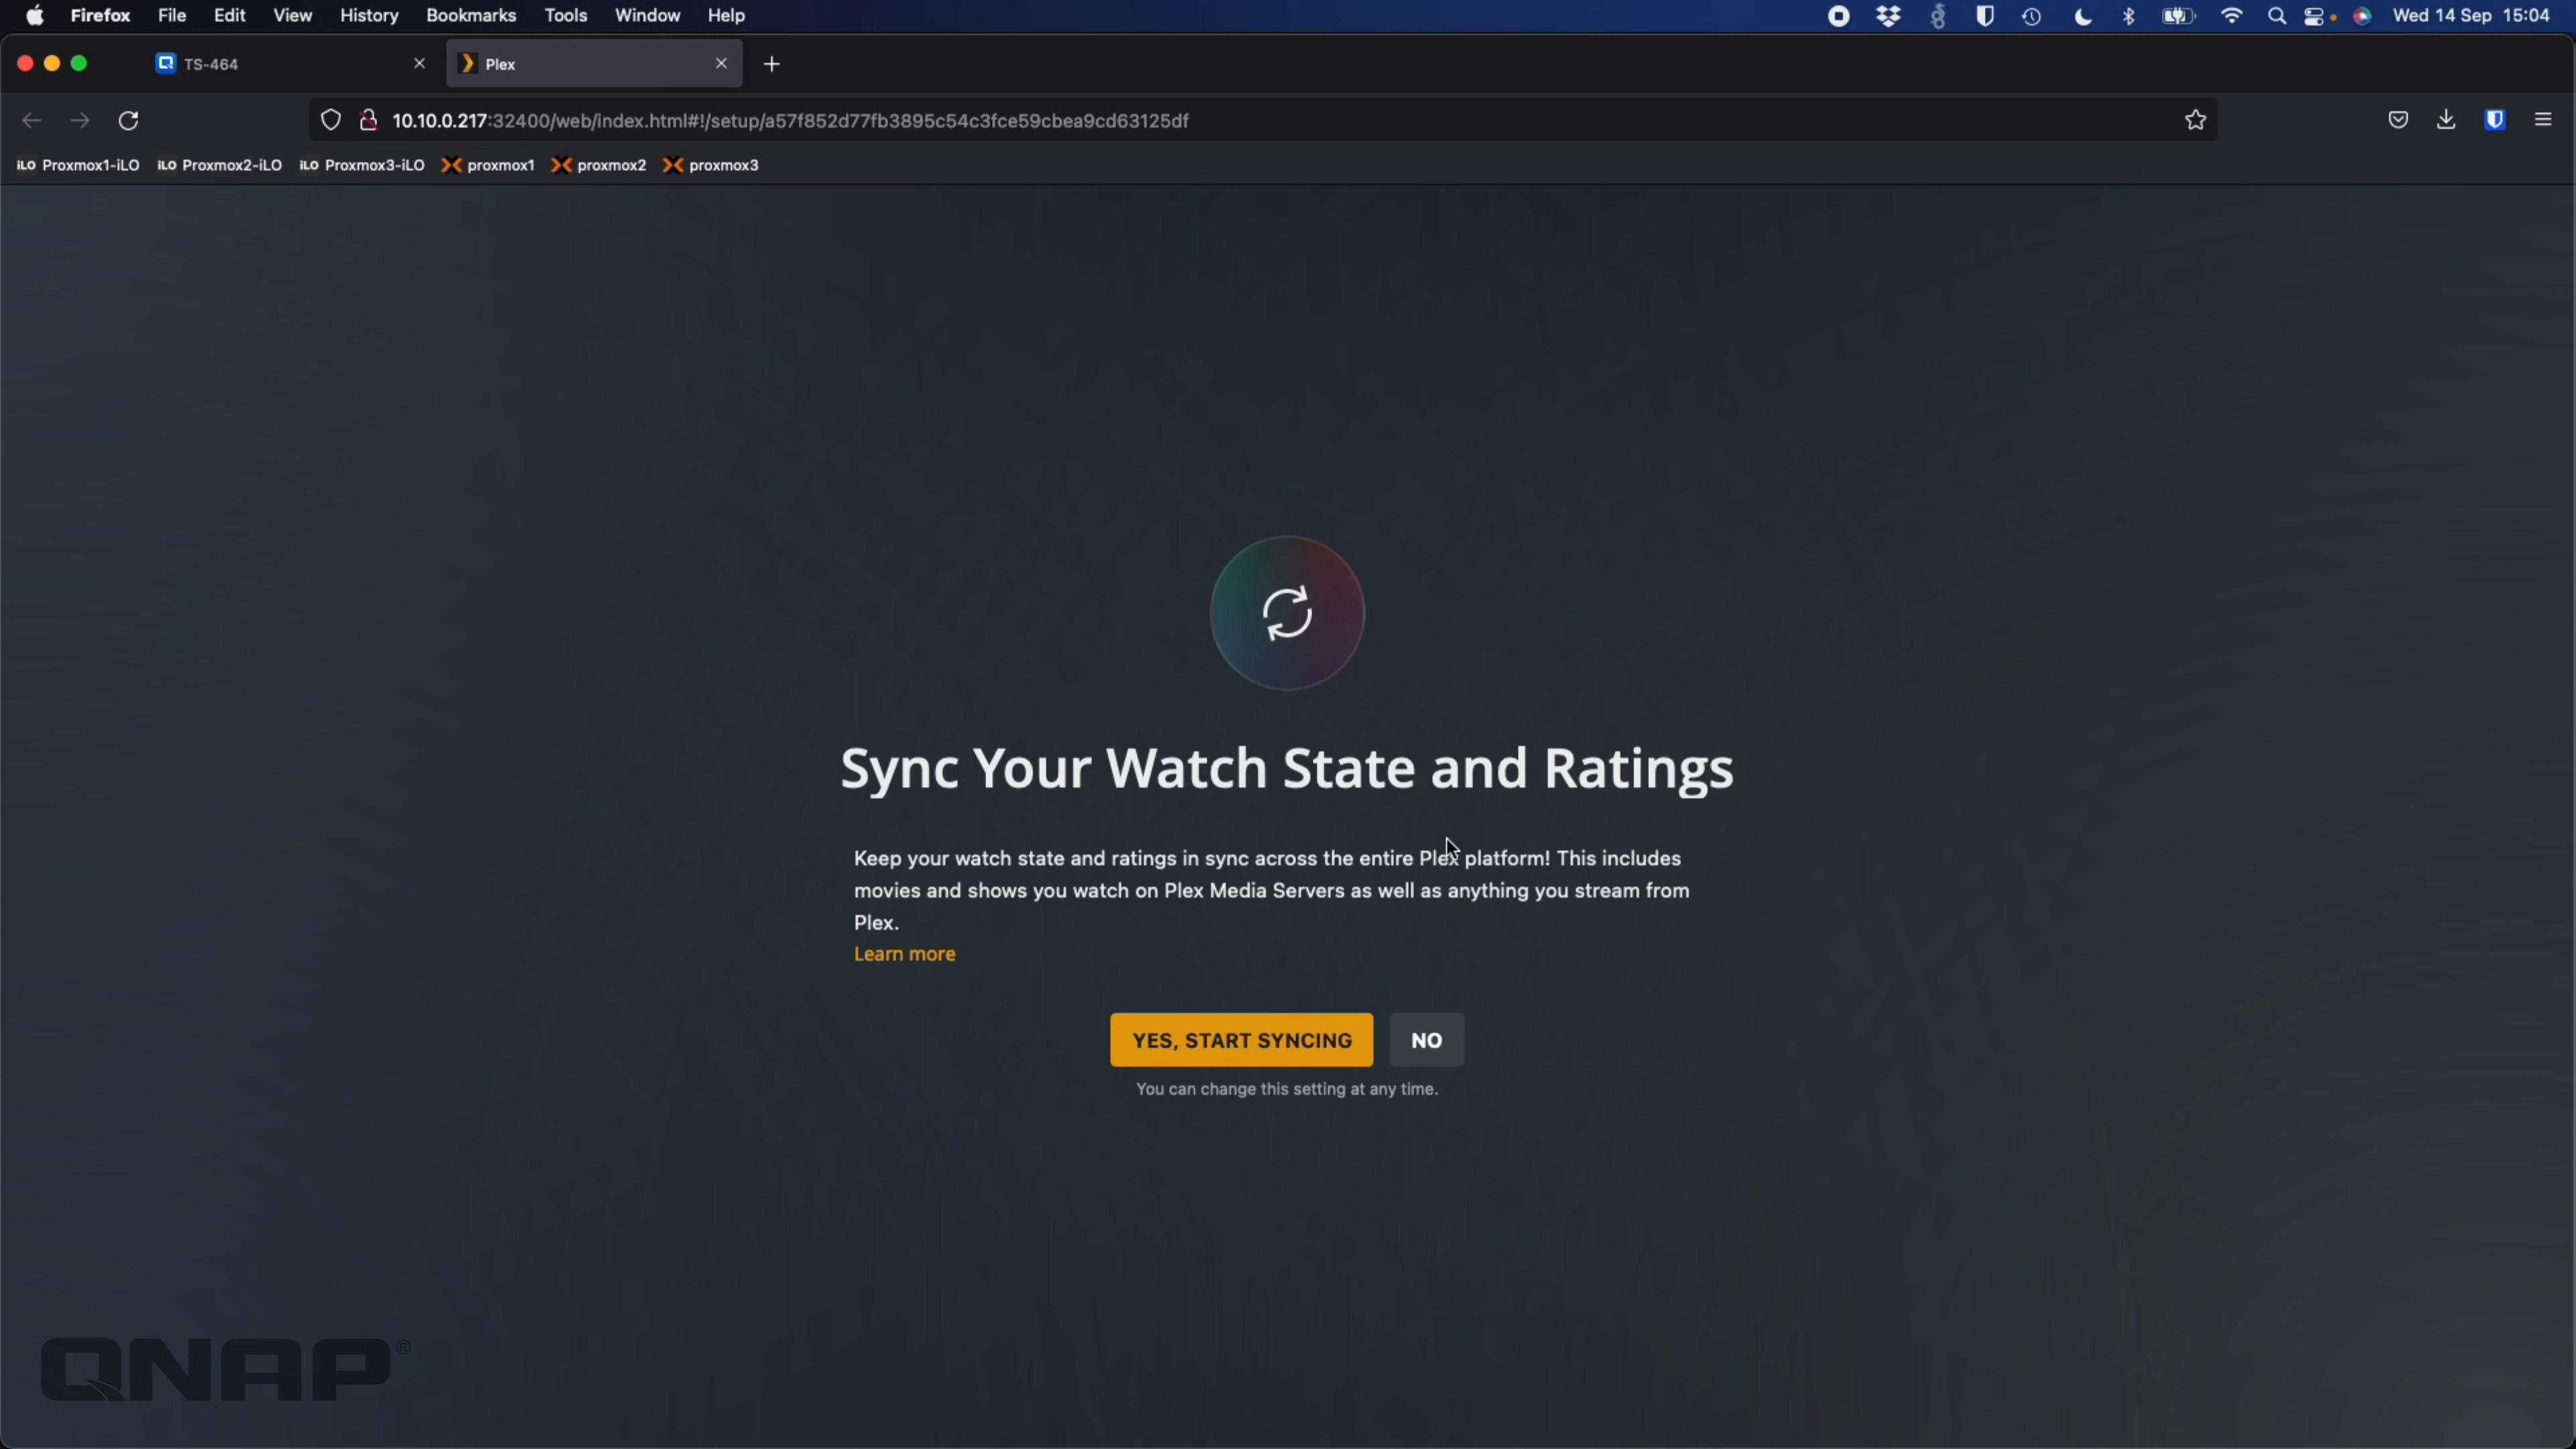 Firefox File Edit View History Bookmarks Tools Window Help Wed 14 Sep 15:04
TS-464 Plex
10.10.0.217:32400/web/index.html#!/setup/a57f852d77fb3895c54c3fce59cbea9cd63125df
iLO Proxmox1-iLO iLO Proxmox2-iLO iLO Proxmox3-iLO proxmox1 proxmox2 proxmox3
Sync Your Watch State and Ratings
Keep your watch state and ratings in sync across the entire Plex platform! This includes
movies and shows you watch on Plex Media Servers as well as anything you stream from
Plex.
Learn more
YES, START SYNCING NO
You can change this setting at any time.
QNAP®